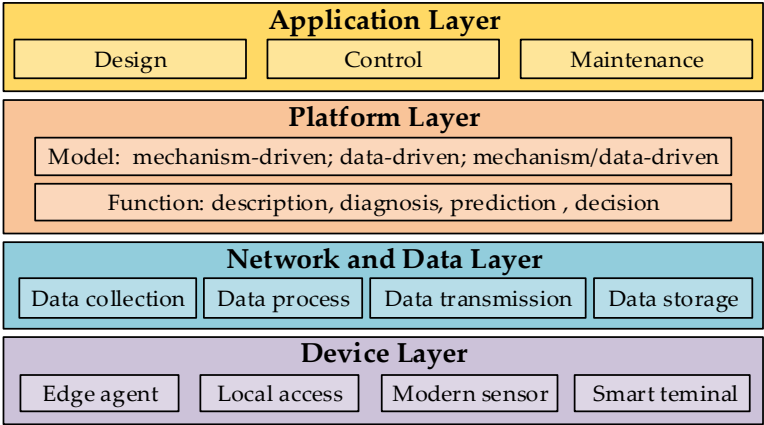 Application Layer
Design Control Maintenance
Platform Layer
Model: mechanism-driven; data-driven; mechanism/data-driven
Function: description, diagnosis, prediction , decision
Network and Data Layer
Data collection Data process Data transmission Data storage
Device Layer
Edge agent Local access Modern sensor Smart teminal